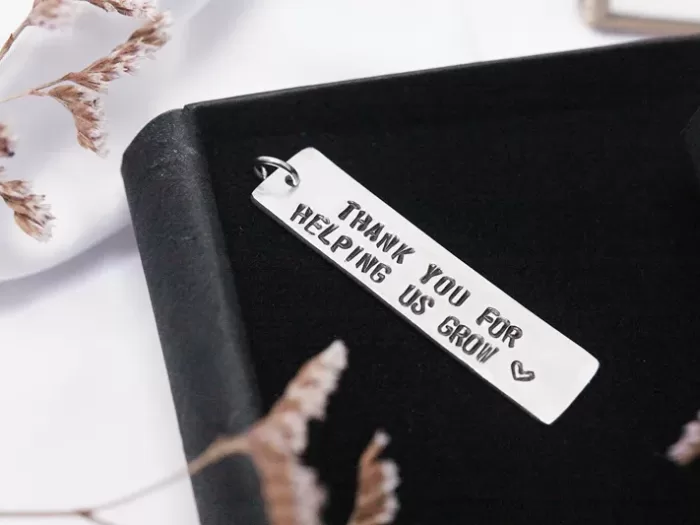 THANK YOU FOR
HELPING US GROW ♡